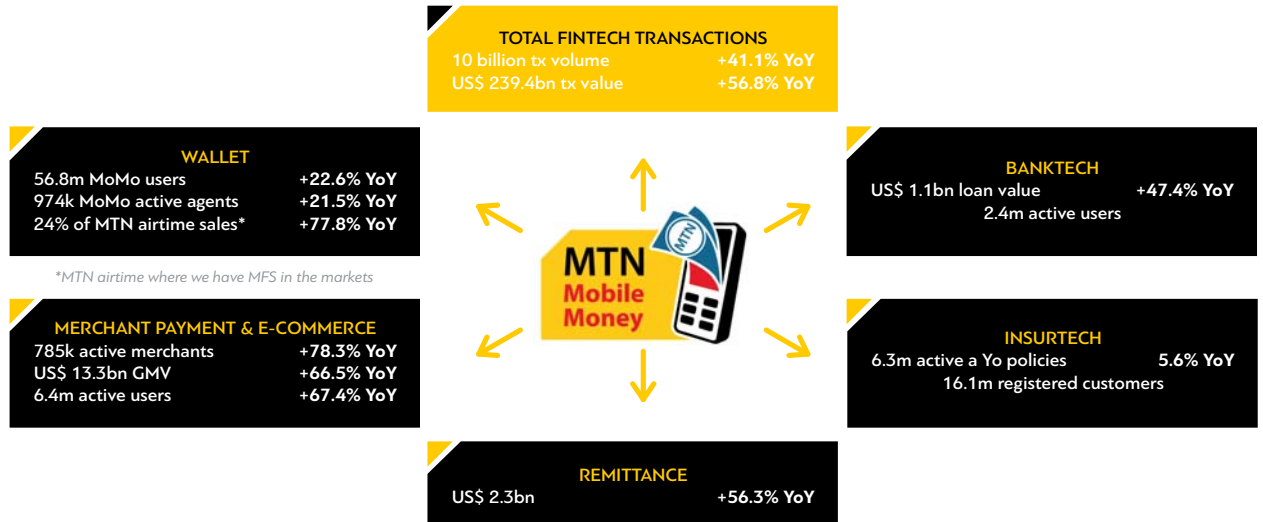 TOTAL FINTECH TRANSACTIONS
10 billion tx volume +41.1% YoY
US$ 239.4bn tx value +56.8% YoY
WALLET
56.8m MoMo users +22.6% YoY
974k MoMo active agents +21.5% YoY
24% of MTN airtime sales* +77.8% YoY
*MTN airtime where we have MFS in the markets
BANKTECH
US$ 1.1bn loan value +47.4% YoY
2.4m active users
MTN
MTN
Mobile
Money
MERCHANT PAYMENT & E-COMMERCE
785k active merchants +78.3% YoY
US$ 13.3bn GMV +66.5% YoY
6.4m active users +67.4% YoY
INSURTECH
6.3m active a Yo policies 5.6% YoY
16.1m registered customers
REMITTANCE
US$ 2.3bn +56.3% YoY